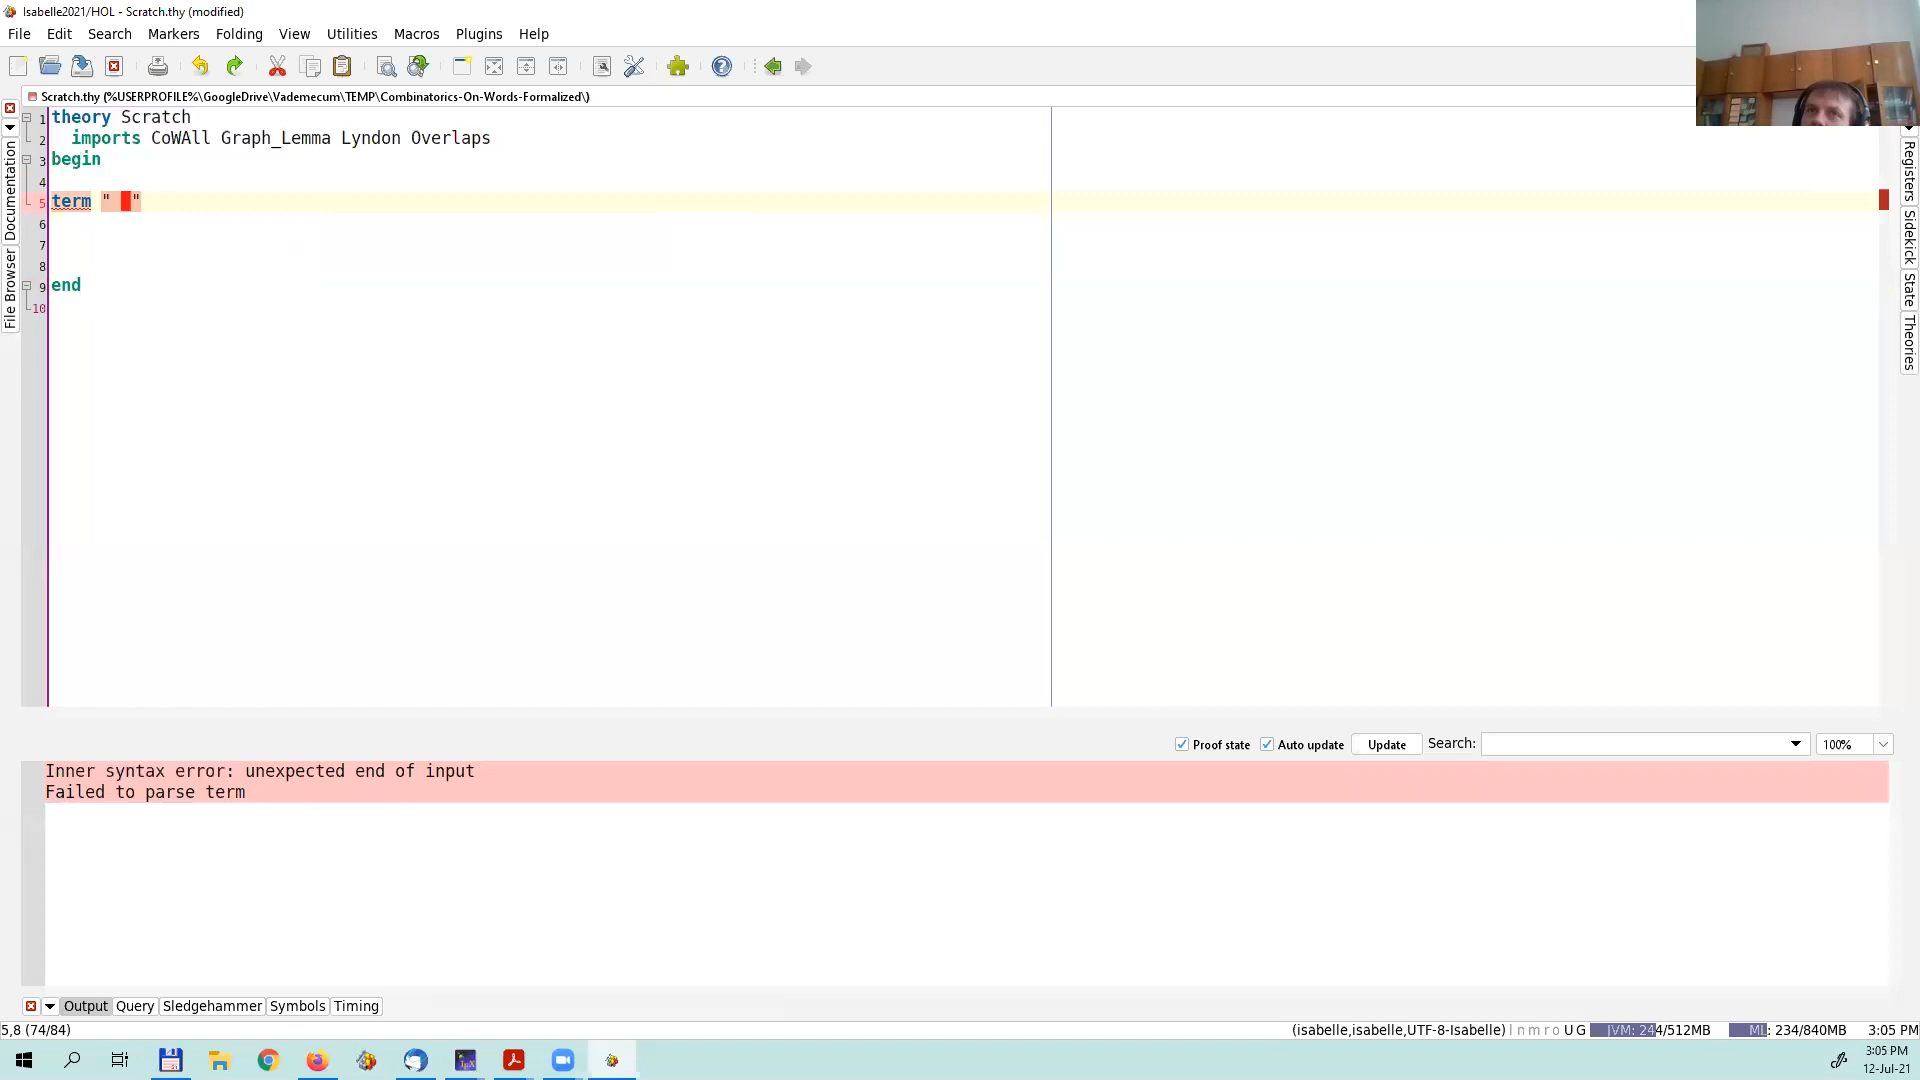 Isabelle2021/HOL - Scratch.thy (modified)
File Edit Search Markers Folding View Utilities Macros Plugins Help
Scratch.thy (%USERPROFILE%\GoogleDrive\Vademecum\TEMP\Combinatorics-On-Words-Formalized\)
1 theory Scratch
2 imports CoWAll Graph_Lemma Lyndon Overlaps
3 begin
4
5 term " "
6
7
8
9 end
10
Documentation
File Browser
Registers
Sidekick
State
Theories
Proof state Auto update Update Search: 100%
Inner syntax error: unexpected end of input
Failed to parse term
Output Query Sledgehammer Symbols Timing
5,8 (74/84) (isabelle,isabelle,UTF-8-Isabelle) l n m r o U G JVM: 244/512MB ML: 234/840MB 3:05 PM
3:05 PM
12-Jul-21